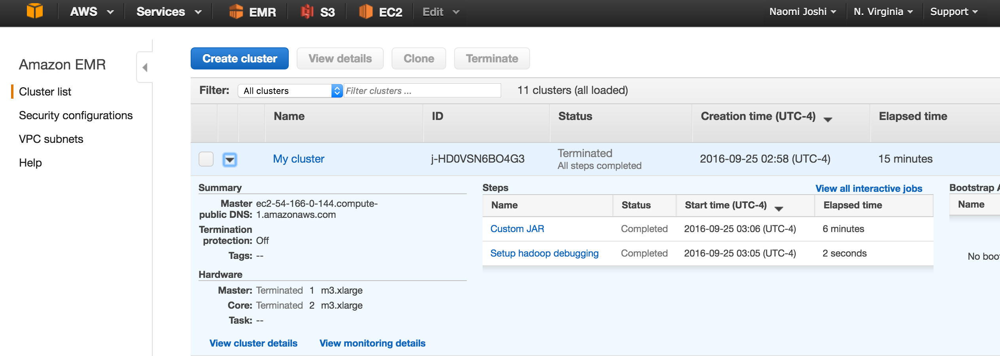 AWS Services EMR S3 EC2 Edit Naomi Joshi N. Virginia Support
Amazon EMR
Cluster list
Security configurations
VPC subnets
Help
Create cluster View details Clone Terminate
Filter: All clusters Filter clusters ... 11 clusters (all loaded)
Name ID Status Creation time (UTC-4) Elapsed time
My cluster j-HD0VSN6BO4G3 Terminated 2016-09-25 02:58 (UTC-4) 15 minutes
All steps completed
Summary
Master public DNS: ec2-54-166-0-144.compute-
1.amazonaws.com
Termination
protection: Off
Tags: --
Hardware
Master: Terminated 1 m3.xlarge
Core: Terminated 2 m3.xlarge
Task: --
View cluster details View monitoring details
Steps View all interactive jobs
Name Status Start time (UTC-4) Elapsed time
Custom JAR Completed 2016-09-25 03:06 (UTC-4) 6 minutes
Setup hadoop debugging Completed 2016-09-25 03:05 (UTC-4) 2 seconds
Bootstrap A
Name
No boo